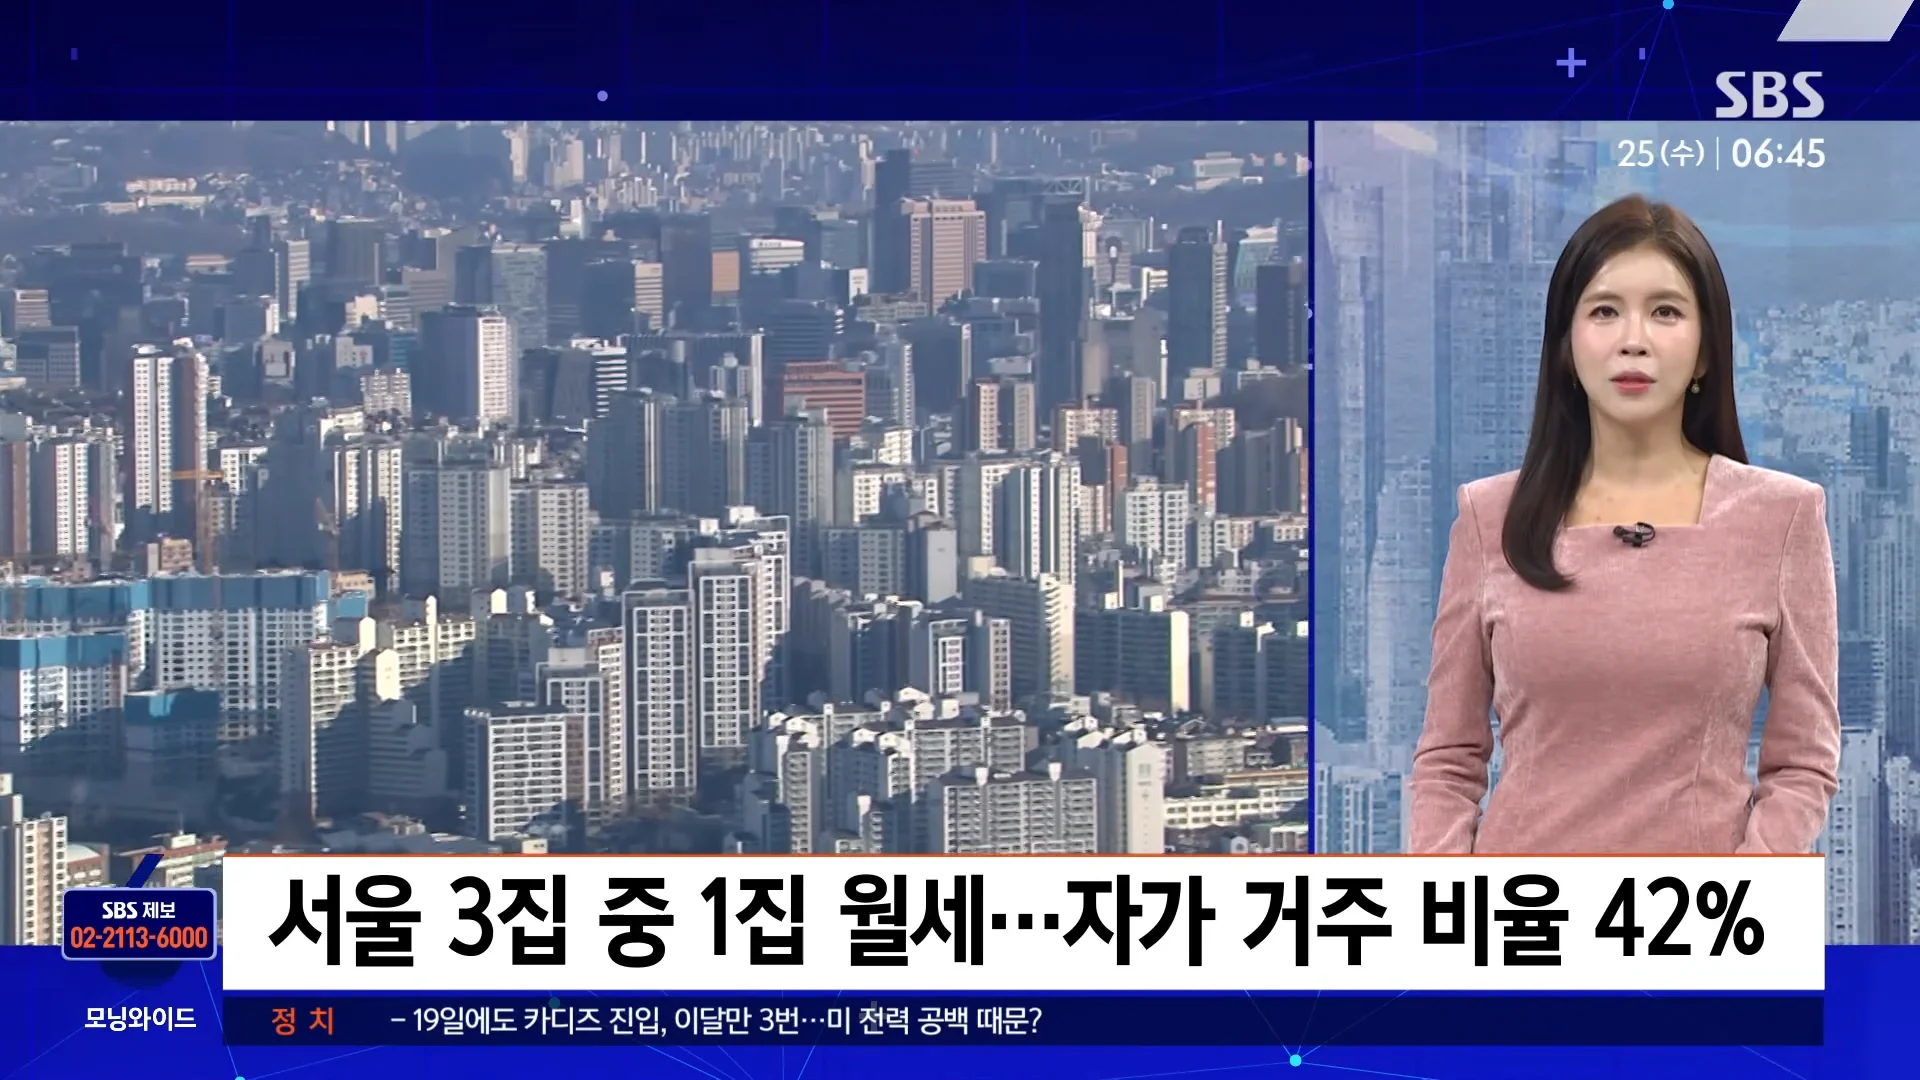 SBS
25(수) | 06:45
서울 3집 중 1집 월세…자가 거주 비율 42%
SBS 제보
02-2113-6000
모닝와이드
정 치
- 19일에도 카디즈 진입, 이달만 3번…미 전력 공백 때문?